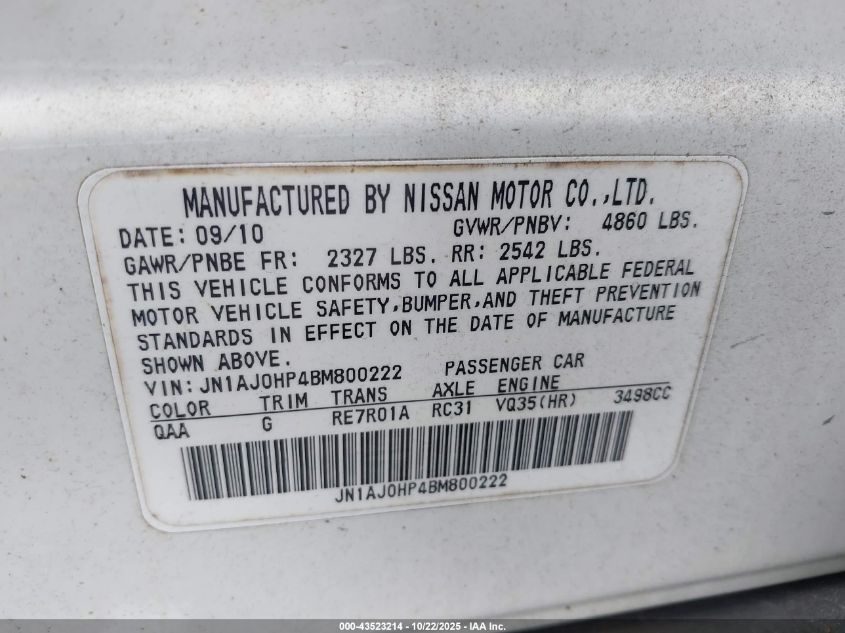 MANUFACTURED BY NISSAN MOTOR CO.,LTD.
DATE: 09/10 GVWR/PNBV: 4860 LBS.
GAWR/PNBE FR: 2327 LBS. RR: 2542 LBS.
THIS VEHICLE CONFORMS TO ALL APPLICABLE FEDERAL
MOTOR VEHICLE SAFETY,BUMPER,AND THEFT PREVENTION
STANDARDS IN EFFECT ON THE DATE OF MANUFACTURE
SHOWN ABOVE.
VIN: JN1AJ0HP4BM800222 PASSENGER CAR
COLOR TRIM TRANS AXLE ENGINE
QAA G RE7R01A RC31 VQ35(HR) 3498CC
JN1AJ0HP4BM800222
000-43523214 - 10/22/2025 - IAA Inc.